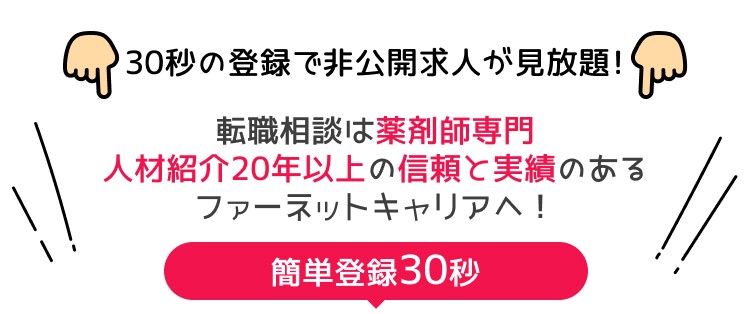 30秒の登録で非公開求人が見放題!
転職相談は薬剤師専門
人材紹介20年以上の信頼と実績のある
ファーネットキャリアへ！
簡単登録30秒